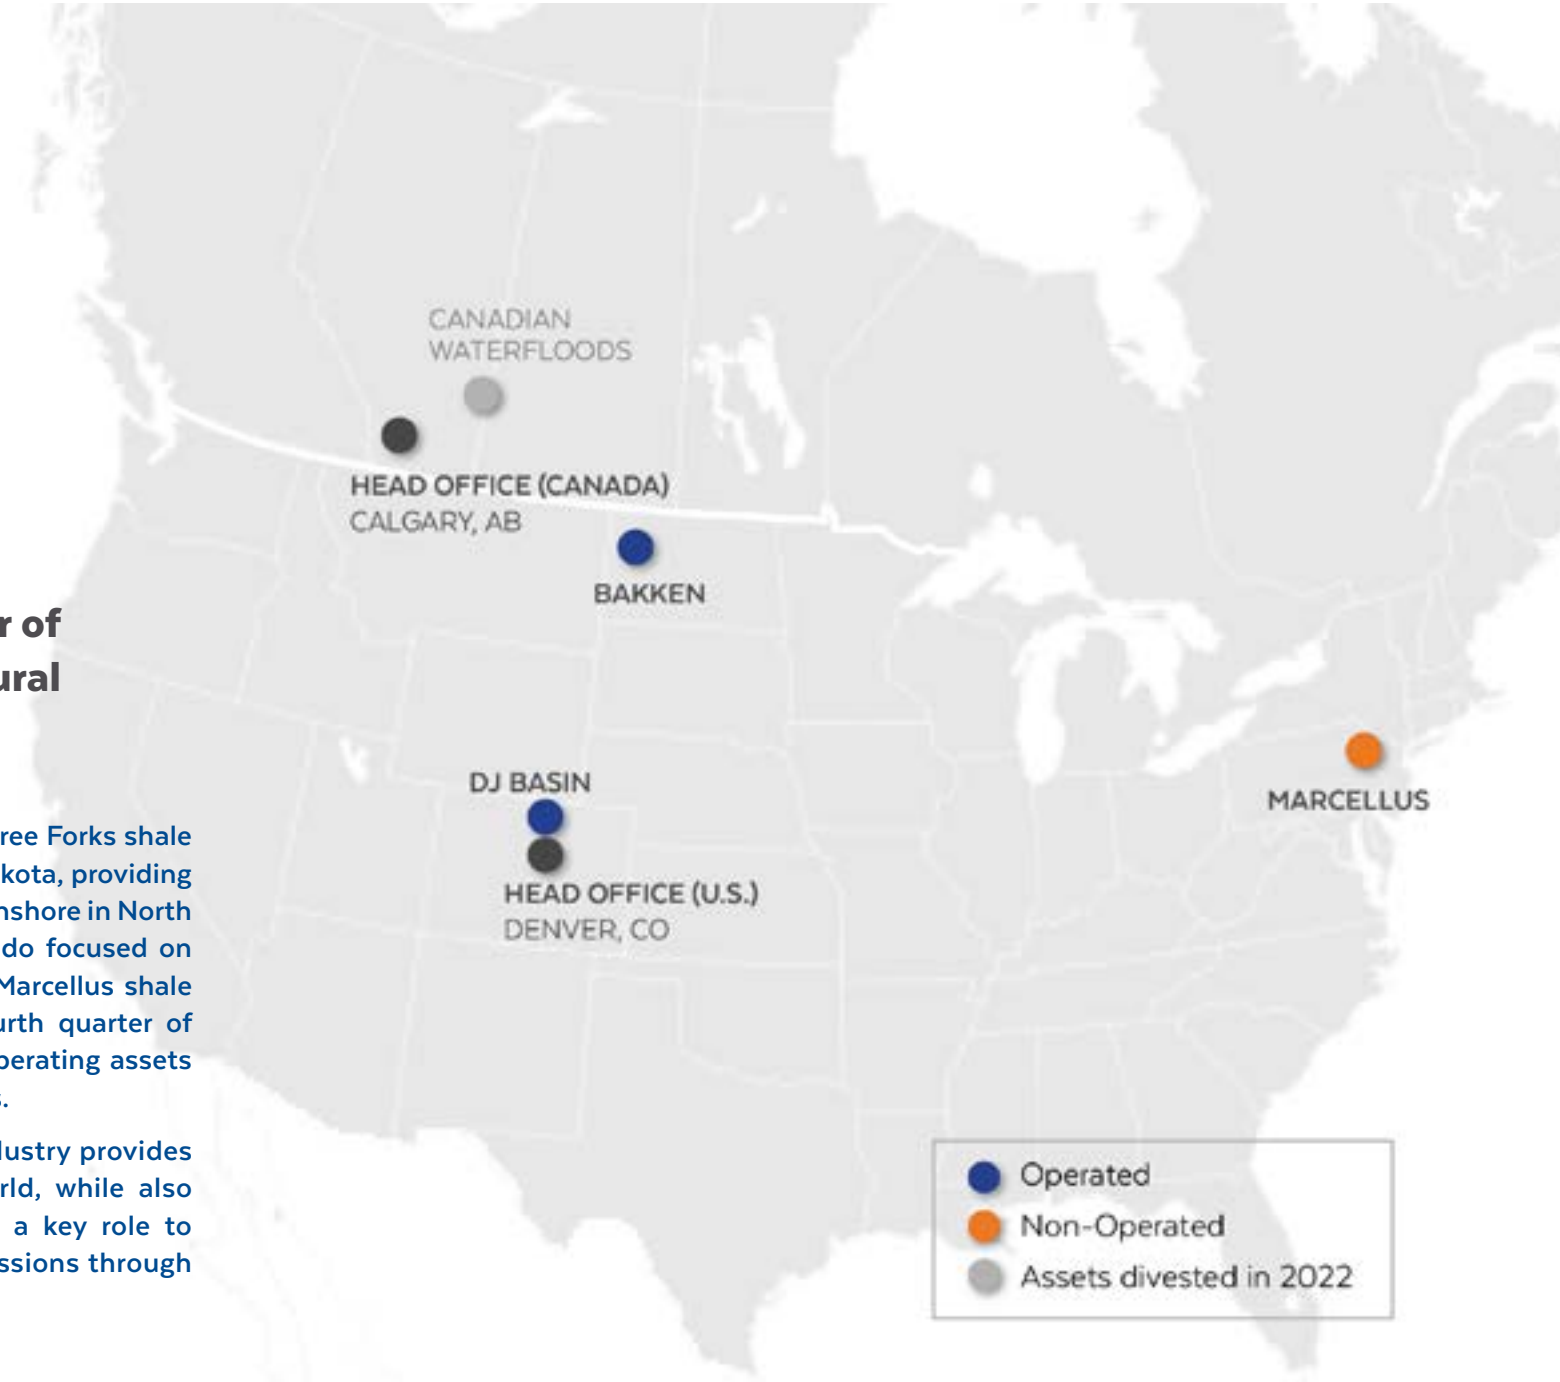 r of
ural
ree Forks shale
kota, providing
nshore in North
do focused on
Marcellus shale
urth quarter of
perating assets
s.
dustry provides
rld, while also
a key role to
ssions through
CANADIAN
WATERFLOODS
HEAD OFFICE (CANADA)
CALGARY, AB
BAKKEN
DJ BASIN
HEAD OFFICE (U.S.)
DENVER, CO
MARCELLUS
Operated
Non-Operated
Assets divested in 2022